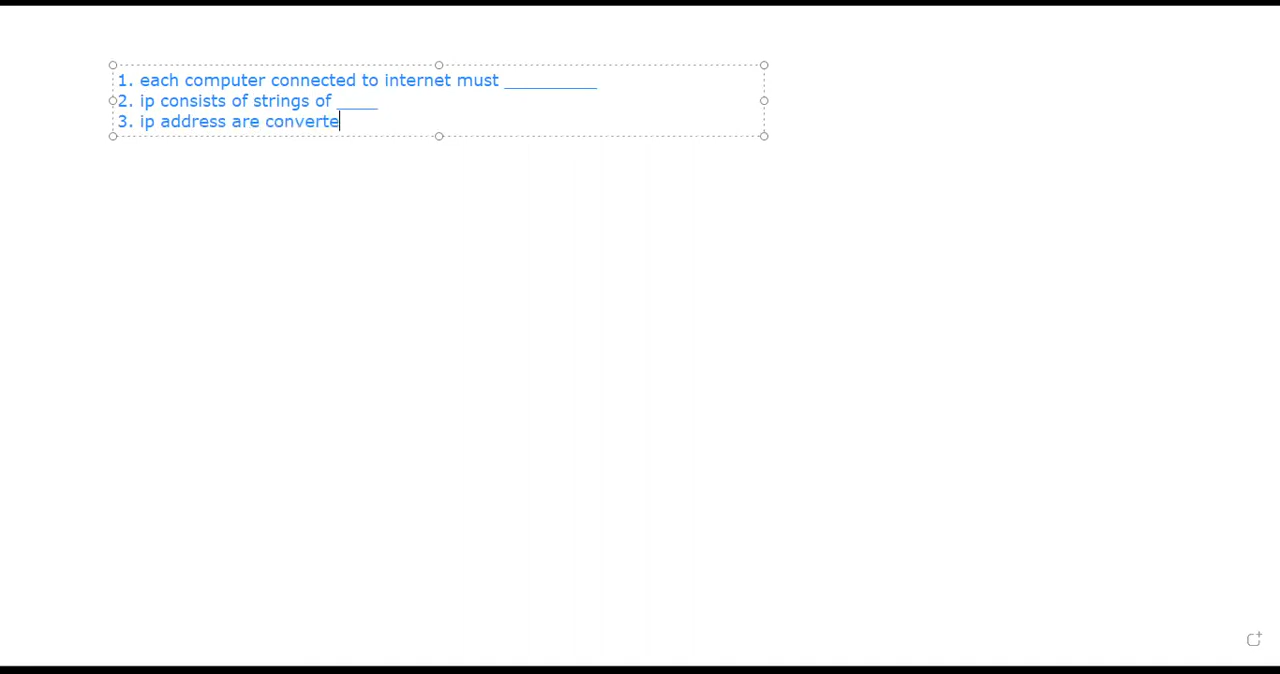 1. each computer connected to internet must __________
2. ip consists of strings of ____
3. ip address are converte